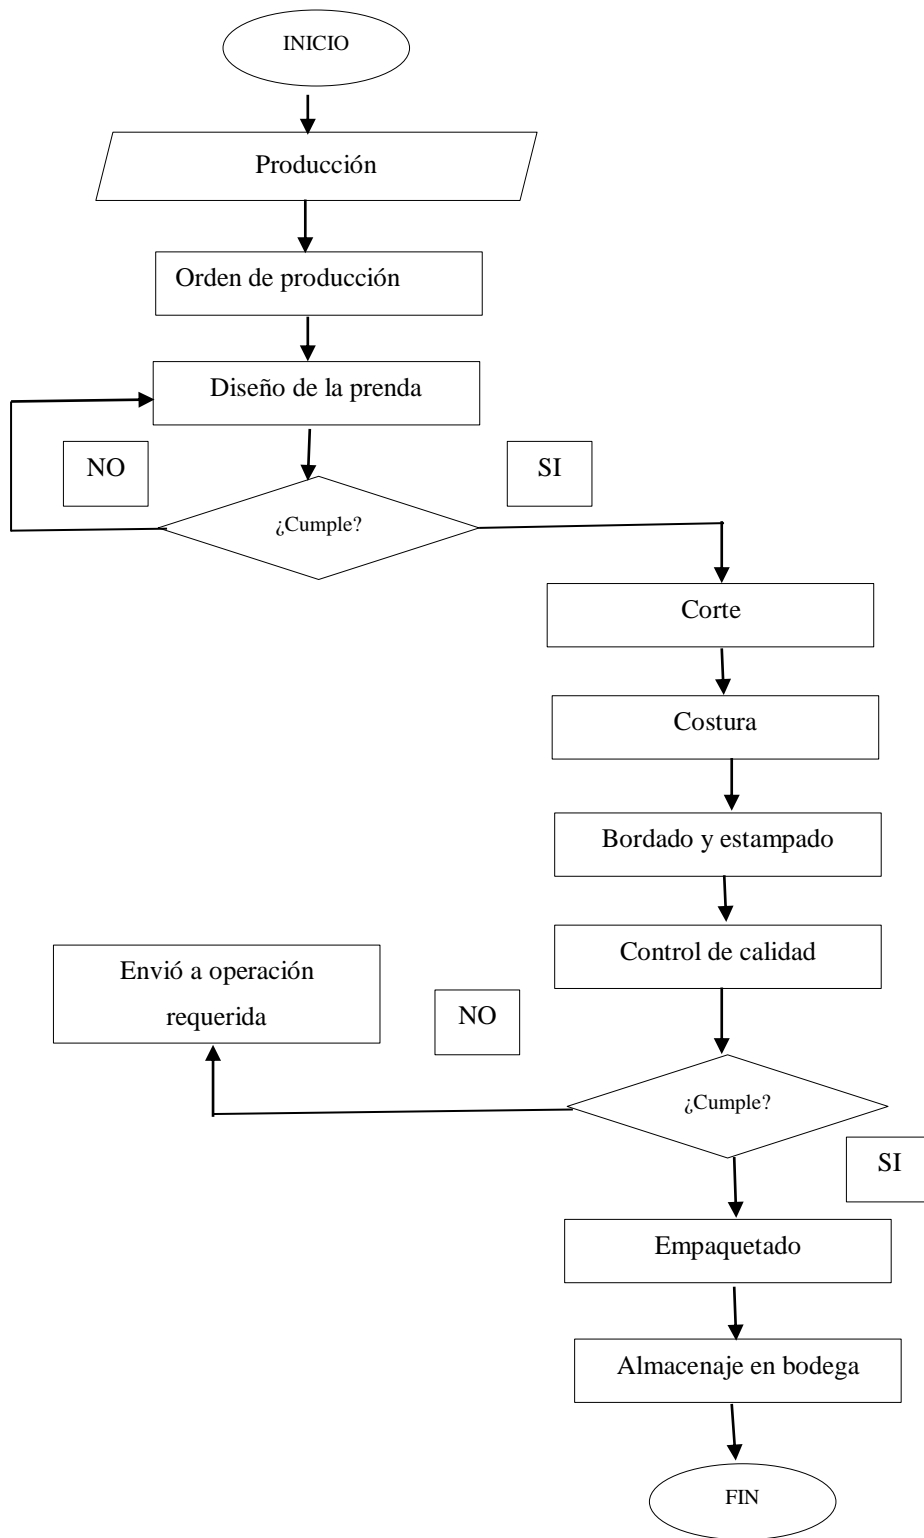 INICIO
Producción
Orden de producción
Diseño de la prenda
NO
SI
¿Cumple?
Corte
Costura
Bordado y estampado
Control de calidad
Envió a operación
requerida
NO
¿Cumple?
SI
Empaquetado
Almacenaje en bodega
FIN